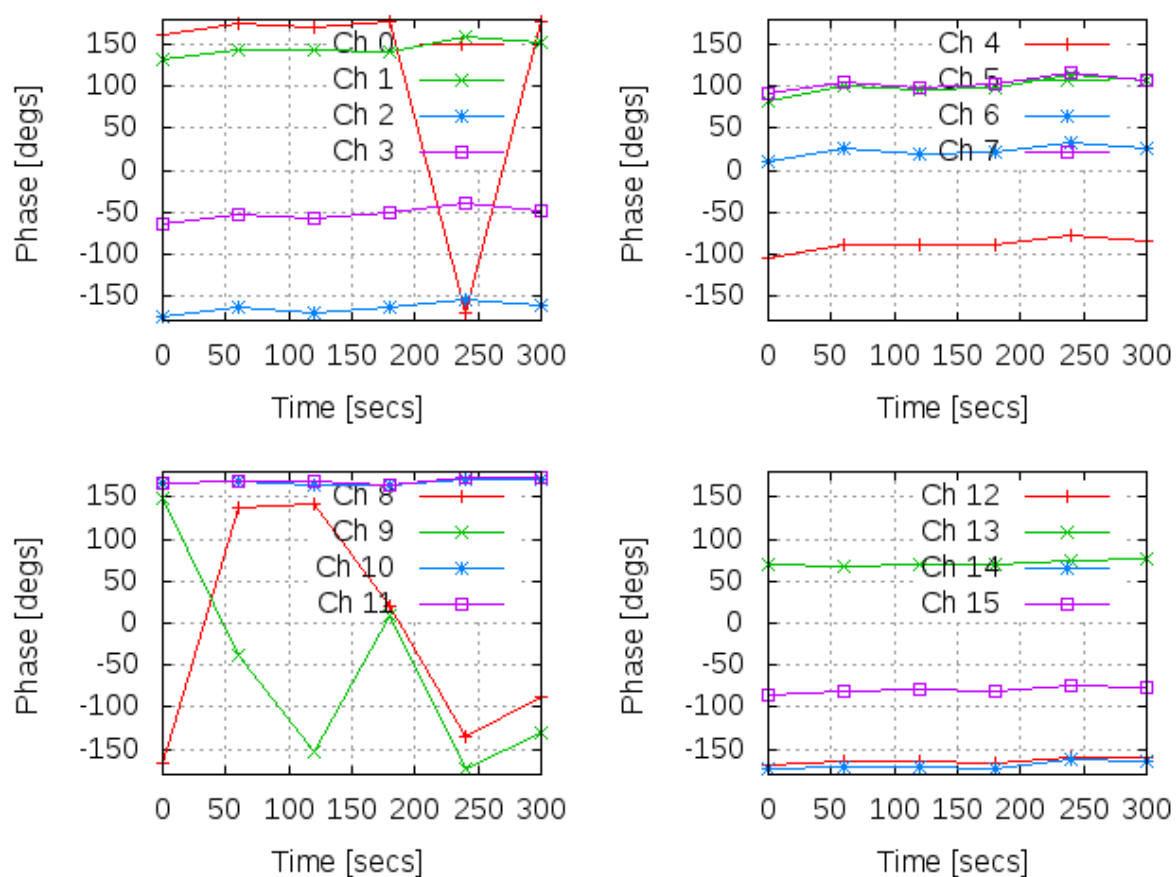 Phase [degs]
150
100
50
0
-50
-100
-150
Ch 0
Ch 1
Ch 2
Ch 3
0 50 100 150 200 250 300
Time [secs]
Phase [degs]
150
100
50
0
-50
-100
-150
Ch 4
Ch 5
Ch 6
Ch 7
0 50 100 150 200 250 300
Time [secs]
Phase [degs]
150
100
50
0
-50
-100
-150
Ch 8
Ch 9
Ch 10
Ch 11
0 50 100 150 200 250 300
Time [secs]
Phase [degs]
150
100
50
0
-50
-100
-150
Ch 12
Ch 13
Ch 14
Ch 15
0 50 100 150 200 250 300
Time [secs]